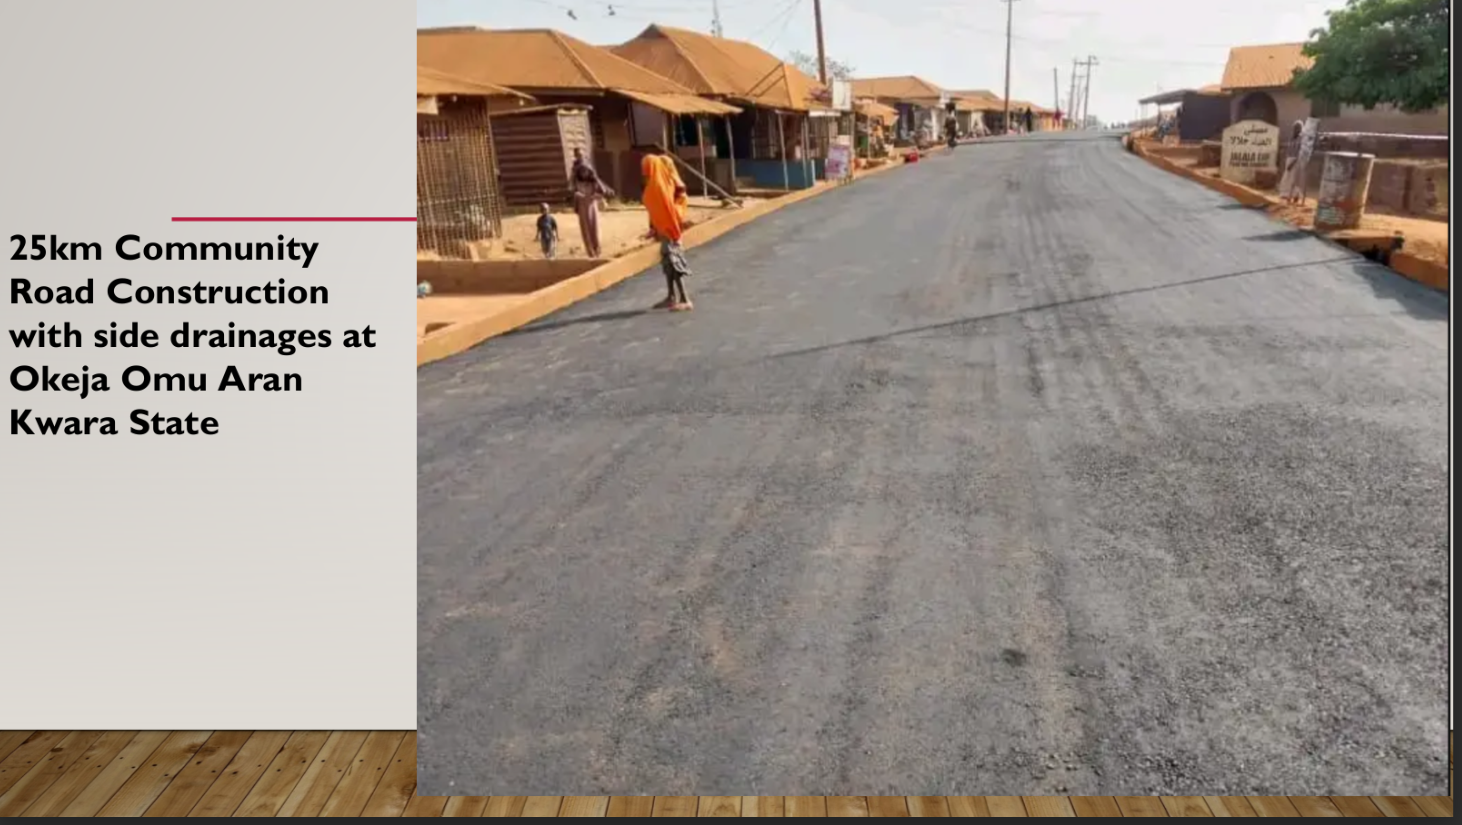 25km Community
Road Construction
with side drainages at
Okeja Omu Aran
Kwara State